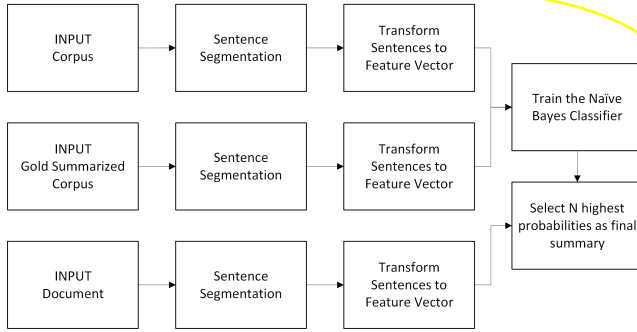 INPUT
Corpus
Sentence
Segmentation
Transform
Sentences to
Feature Vector
Train the Naïve
Bayes Classifier
INPUT
Gold Summarized
Corpus
Sentence
Segmentation
Transform
Sentences to
Feature Vector
Select N highest
probabilities as final
summary
INPUT
Document
Sentence
Segmentation
Transform
Sentences to
Feature Vector